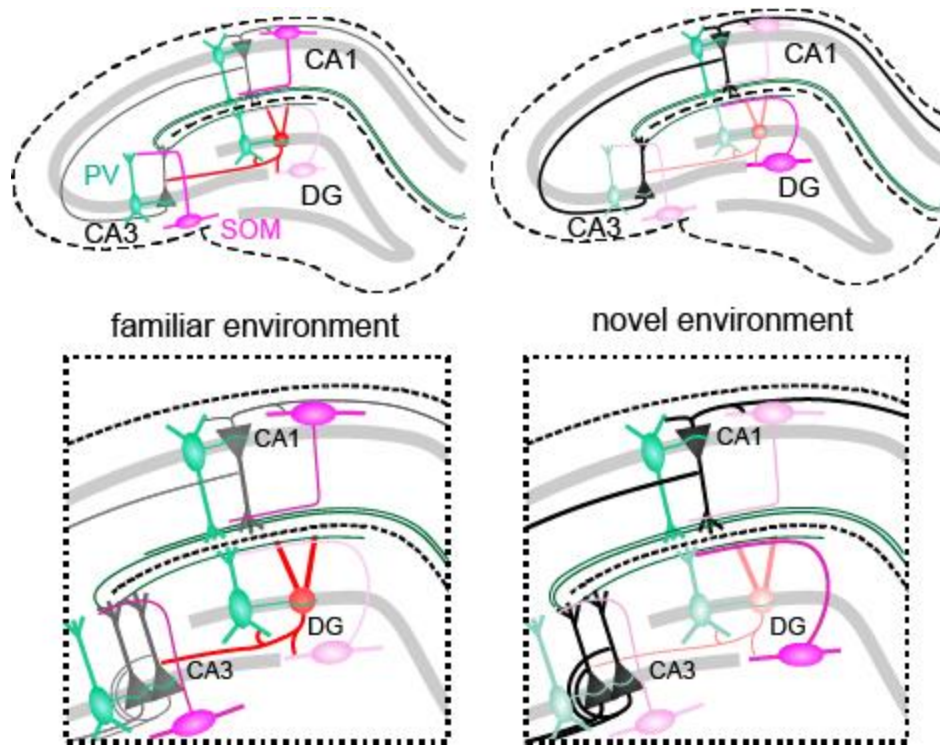 CA1
CA1
PV
DG
DG
CA3
SOM
CA3
familiar environment
novel environment
CA1
CA1
DG
DG
CA3
CA3